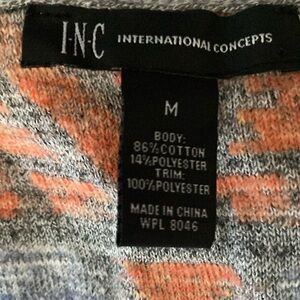 I·N·C INTERNATIONAL CONCEPTS
M
BODY:
86%COTTON
14%POLYESTER
TRIM:
100%POLYESTER
MADE IN CHINA
WPL 8046